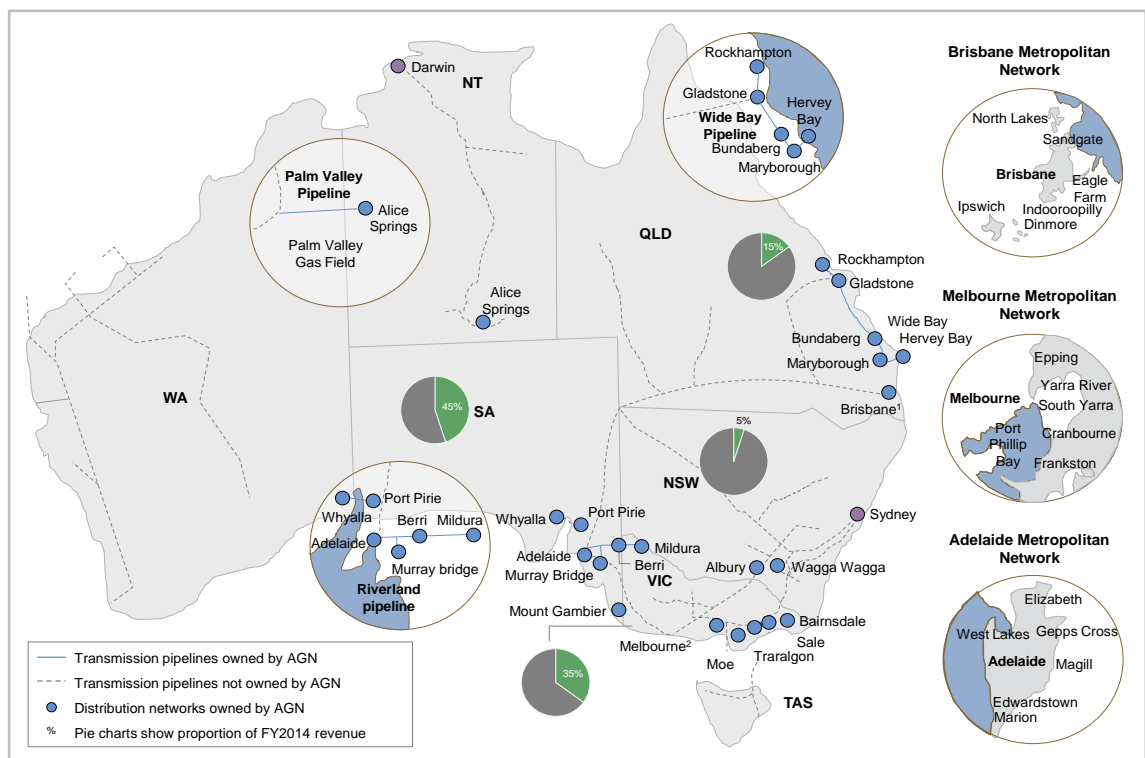 Darwin
NT
Palm Valley
Pipeline
Alice
Springs
Palm Valley
Gas Field
Rockhampton
Gladstone
Hervey
Bay
Wide Bay
Pipeline
Bundaberg
Maryborough
QLD
15%
Rockhampton
Gladstone
Alice
Springs
Wide Bay
Bundaberg
Hervey Bay
Maryborough
Brisbane¹
WA
45%
SA
5%
NSW
Sydney
Port Pirie
Whyalla
Berri
Mildura
Adelaide
Murray bridge
Riverland
pipeline
Whyalla
Port Pirie
Adelaide
Mildura
Murray Bridge
Berri
VIC
Albury
Wagga Wagga
Mount Gambier
Melbourne²
Bairnsdale
Sale
Traralgon
Moe
35%
TAS
Brisbane Metropolitan
Network
North Lakes
Sandgate
Brisbane
Eagle
Farm
Ipswich
Indooroopilly
Dinmore
Melbourne Metropolitan
Network
Epping
Yarra River
Melbourne
South Yarra
Port
Phillip
Bay
Cranbourne
Frankston
Adelaide Metropolitan
Network
Elizabeth
West Lakes
Gepps Cross
Adelaide
Magill
Edwardstown
Marion
Transmission pipelines owned by AGN
Transmission pipelines not owned by AGN
Distribution networks owned by AGN
% Pie charts show proportion of FY2014 revenue